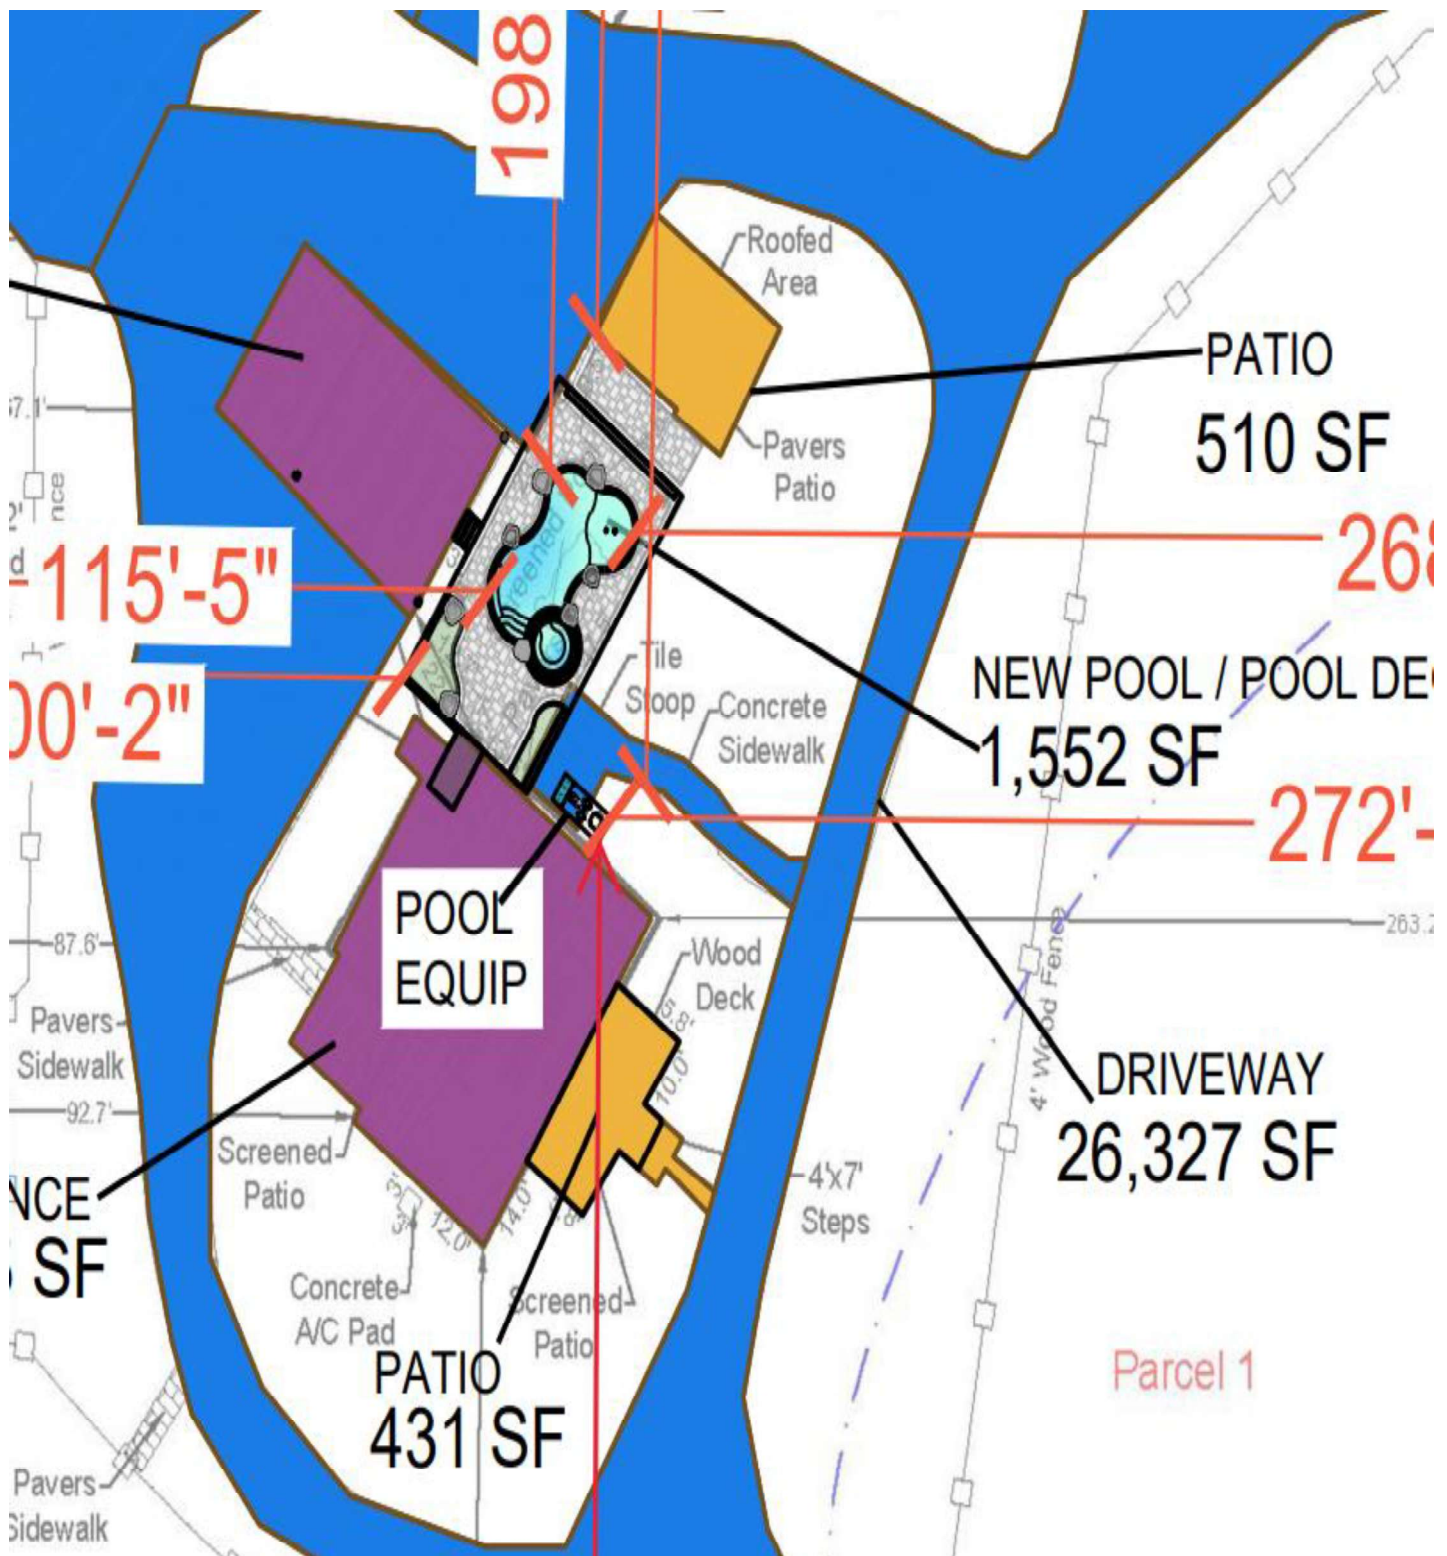 198
Roofed
Area
PATIO
510 SF
Pavers
Patio
nce
115'-5"
268
Tile
Stoop
Concrete
Sidewalk
NEW POOL / POOL DE
1,552 SF
00'-2"
272'-
POOL
EQUIP
87.6'
263.2
Wood
Deck
5.8'
10.0'
4' Wood Fence
Pavers
Sidewalk
92.7'
DRIVEWAY
26,327 SF
Screened
Patio
NCE
SF
3'
3'
12.0'
14.0'
4'x7'
Steps
Concrete
A/C Pad
Screened
Patio
PATIO
431 SF
Parcel 1
Pavers
Sidewalk